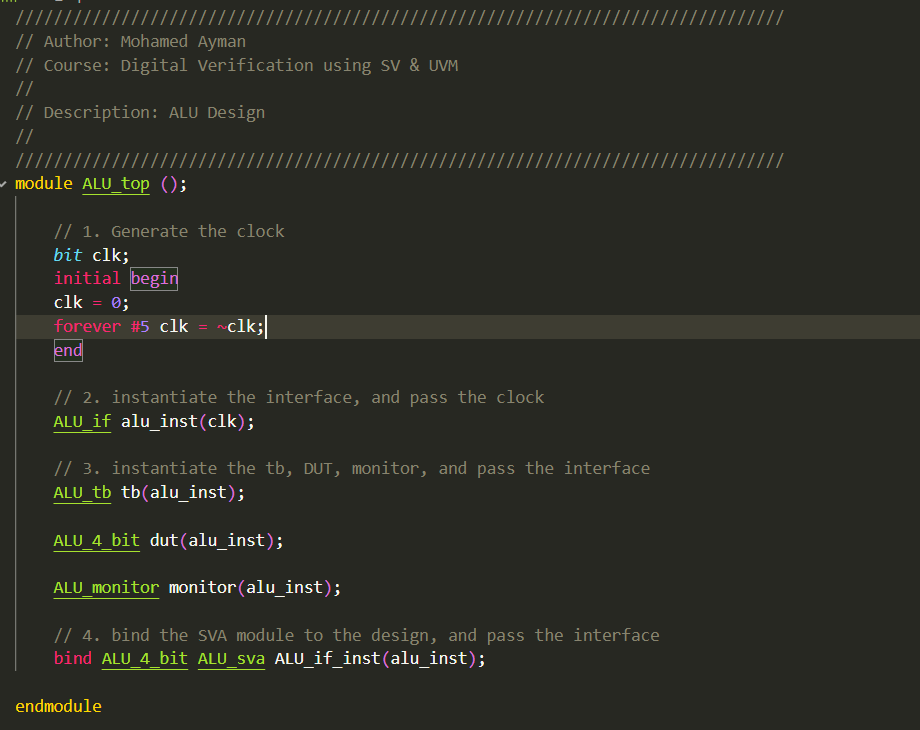 ////////////////////////////////////////////////////////////////////////////////
// Author: Mohamed Ayman
// Course: Digital Verification using SV & UVM
//
// Description: ALU Design
//
////////////////////////////////////////////////////////////////////////////////
module ALU_top ();
// 1. Generate the clock
bit clk;
initial begin
clk = 0;
forever #5 clk = ~clk;
end
// 2. instantiate the interface, and pass the clock
ALU_if alu_inst(clk);
// 3. instantiate the tb, DUT, monitor, and pass the interface
ALU_tb tb(alu_inst);
ALU_4_bit dut(alu_inst);
ALU_monitor monitor(alu_inst);
// 4. bind the SVA module to the design, and pass the interface
bind ALU_4_bit ALU_sva ALU_if_inst(alu_inst);
endmodule